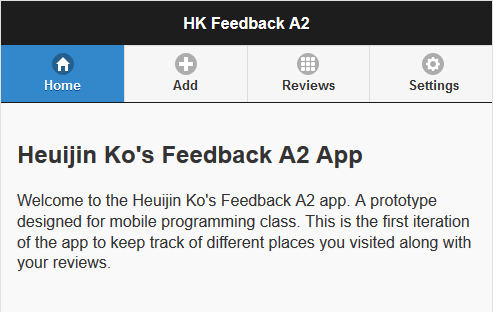 HK Feedback A2
Home
Add
Reviews
Settings
Heuijin Ko's Feedback A2 App
Welcome to the Heuijin Ko's Feedback A2 app. A prototype
designed for mobile programming class. This is the first iteration
of the app to keep track of different places you visited along with
your reviews.